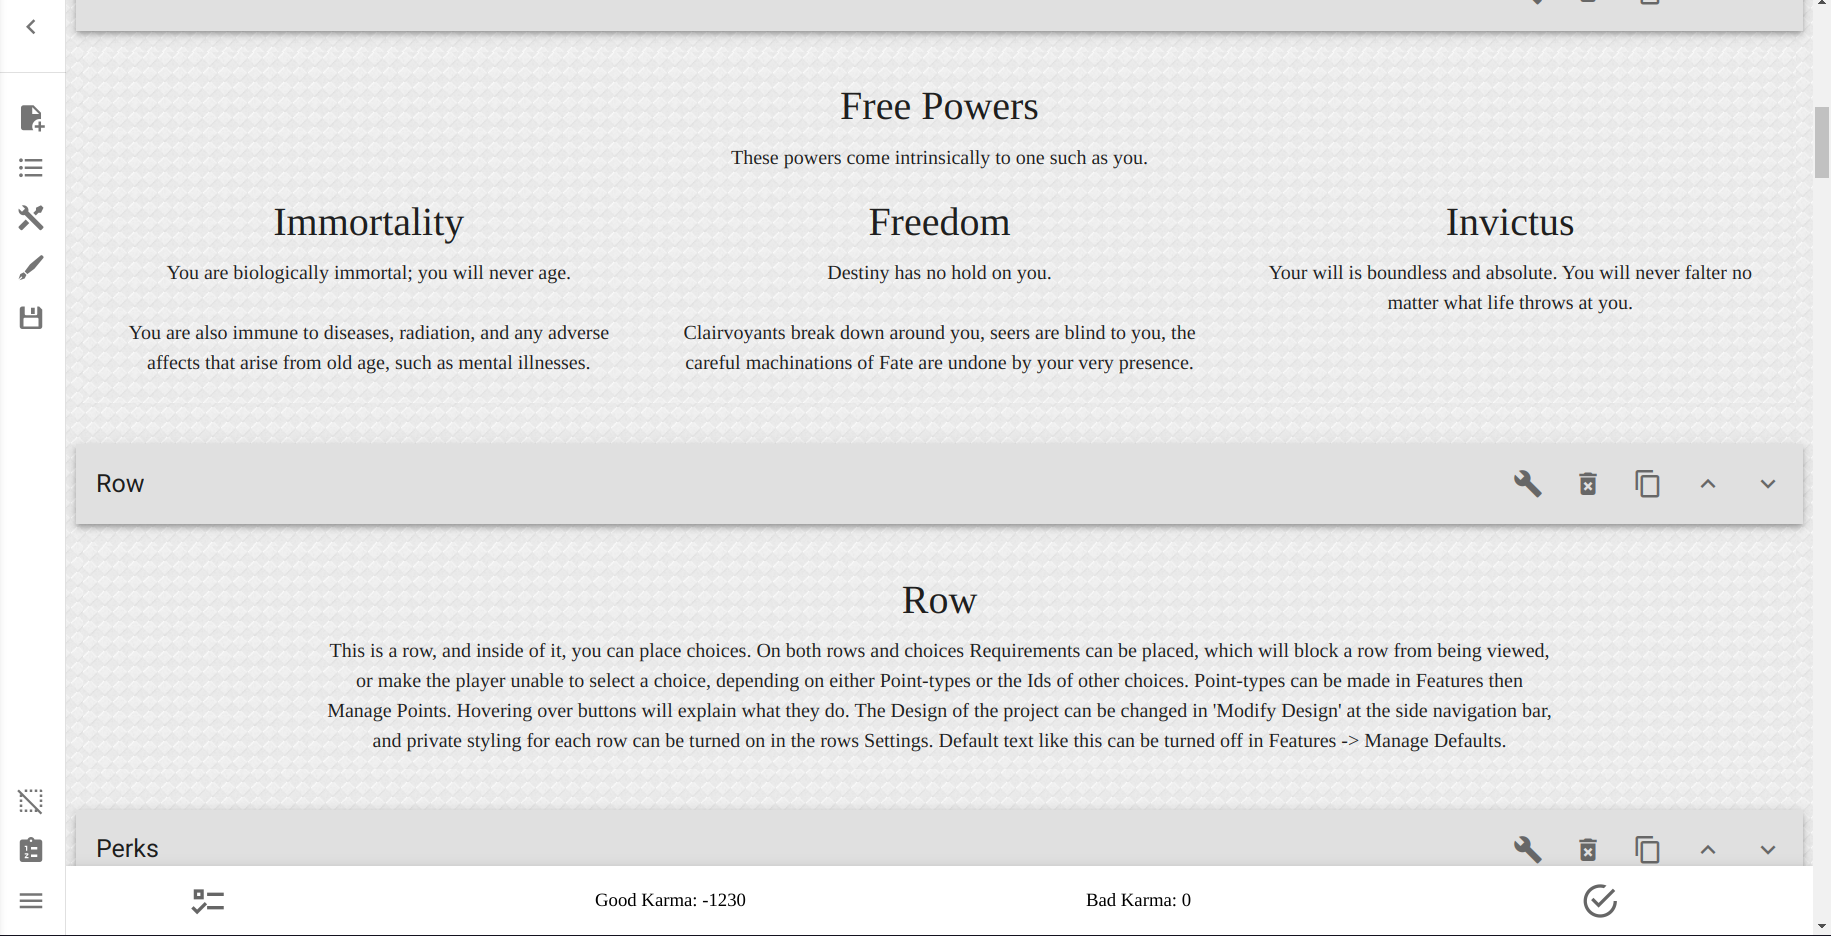 Free Powers
These powers come intrinsically to one such as you.
Immortality
You are biologically immortal; you will never age.
You are also immune to diseases, radiation, and any adverse
affects that arise from old age, such as mental illnesses.
Freedom
Destiny has no hold on you.
Clairvoyants break down around you, seers are blind to you, the
careful machinations of Fate are undone by your very presence.
Invictus
Your will is boundless and absolute. You will never falter no
matter what life throws at you.
Row
Row
This is a row, and inside of it, you can place choices. On both rows and choices Requirements can be placed, which will block a row from being viewed,
or make the player unable to select a choice, depending on either Point-types or the Ids of other choices. Point-types can be made in Features then
Manage Points. Hovering over buttons will explain what they do. The Design of the project can be changed in 'Modify Design' at the side navigation bar,
and private styling for each row can be turned on in the rows Settings. Default text like this can be turned off in Features -> Manage Defaults.
Perks
Good Karma: -1230
Bad Karma: 0